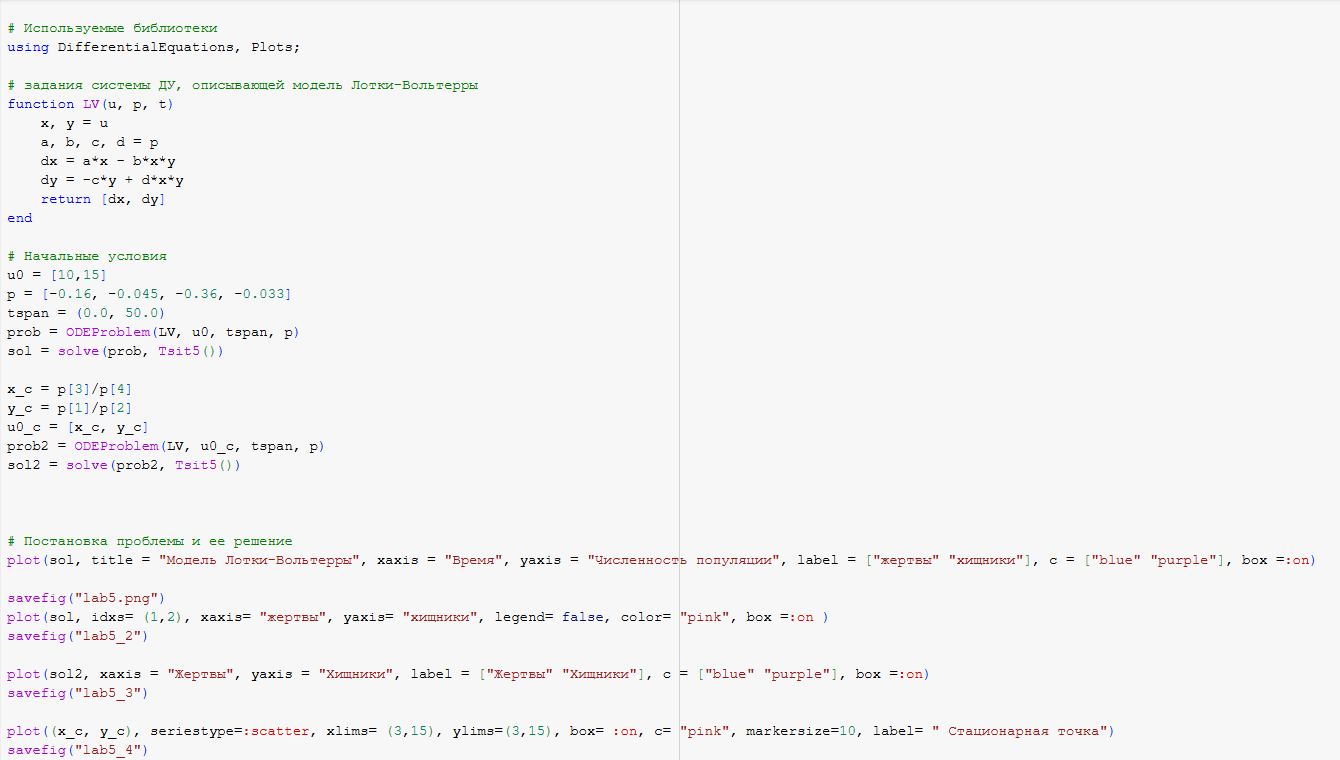 # Используемые библиотеки
using DifferentialEquations, Plots;
# задания системы ДУ, описывающей модель Лотки-Вольтерры
function LV(u, p, t)
    x, y = u
    a, b, c, d = p
    dx = a*x - b*x*y
    dy = -c*y + d*x*y
    return [dx, dy]
end
# Начальные условия
u0 = [10,15]
p = [-0.16, -0.045, -0.36, -0.033]
tspan = (0.0, 50.0)
prob = ODEProblem(LV, u0, tspan, p)
sol = solve(prob, Tsit5())
x_c = p[3]/p[4]
y_c = p[1]/p[2]
u0_c = [x_c, y_c]
prob2 = ODEProblem(LV, u0_c, tspan, p)
sol2 = solve(prob2, Tsit5())
# Постановка проблемы и ее решение
plot(sol, title = "Модель Лотки-Вольтерры", xaxis = "Время", yaxis = "Численность популяции", label = ["жертвы" "хищники"], c = ["blue" "purple"], box =:on)
savefig("lab5.png")
plot(sol, idxs= (1,2), xaxis= "жертвы", yaxis= "хищники", legend= false, color= "pink", box =:on )
savefig("lab5_2")
plot(sol2, xaxis = "Жертвы", yaxis = "Хищники", label = ["Жертвы" "Хищники"], c = ["blue" "purple"], box =:on)
savefig("lab5_3")
plot((x_c, y_c), seriestype=:scatter, xlims= (3,15), ylims=(3,15), box= :on, c= "pink", markersize=10, label= " Стационарная точка")
savefig("lab5_4")